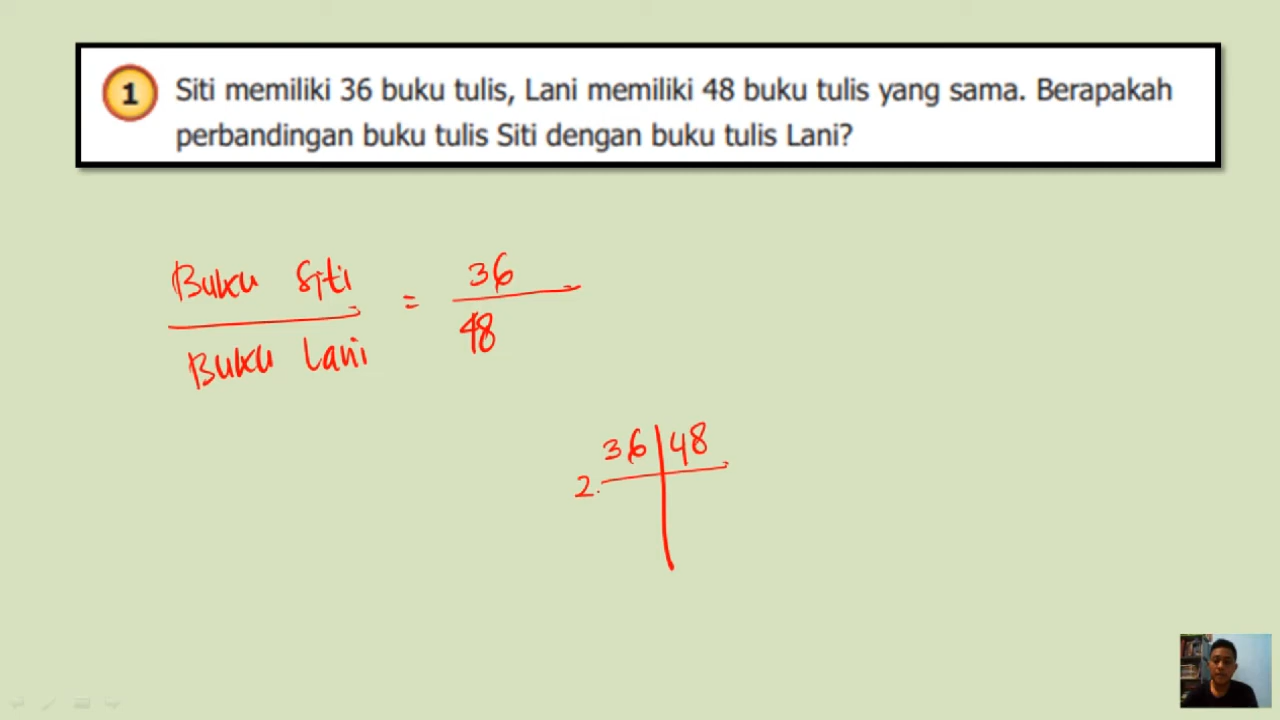 1 Siti memiliki 36 buku tulis, Lani memiliki 48 buku tulis yang sama. Berapakah
perbandingan buku tulis Siti dengan buku tulis Lani?
Buku Siti = 36
Buku Lani 48
36 | 48
2